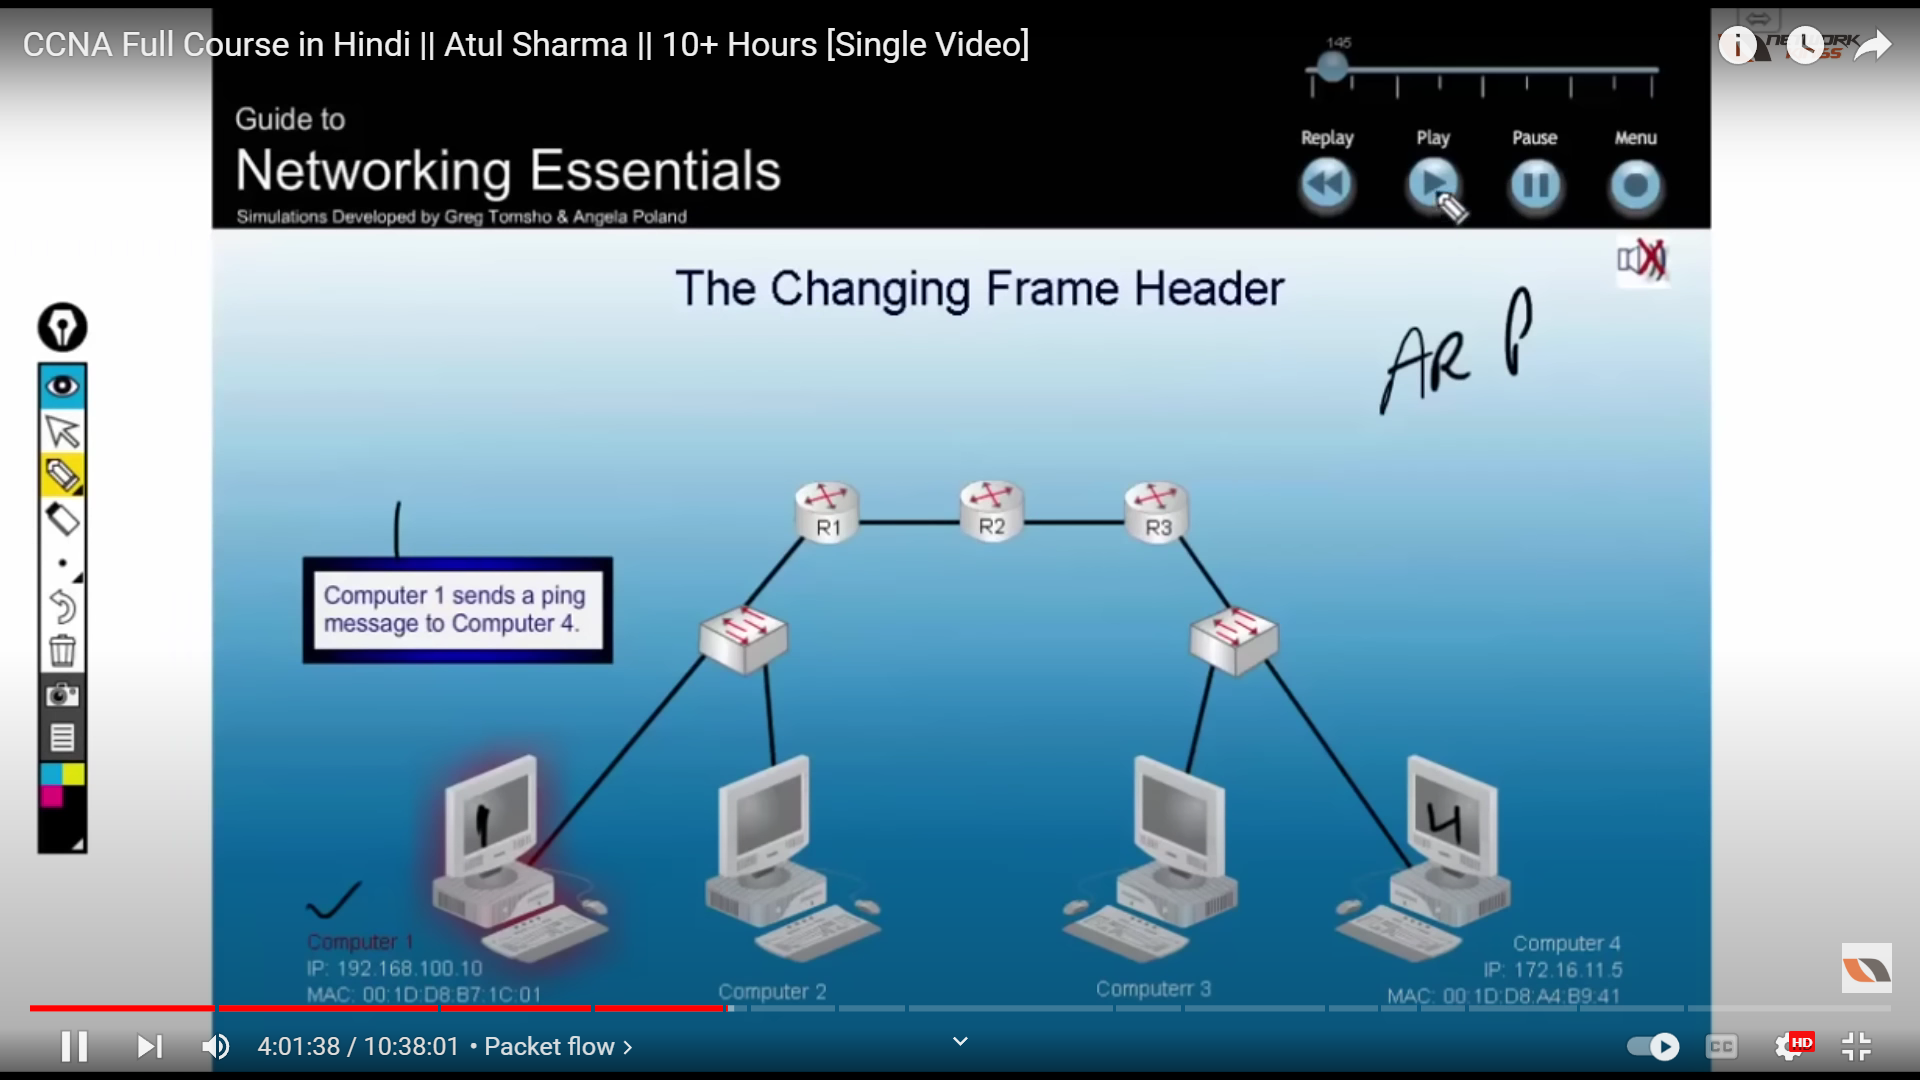 CCNA Full Course in Hindi || Atul Sharma || 10+ Hours [Single Video]
145
Guide to
Networking Essentials
Simulations Developed by Greg Tomsho & Angela Poland
Replay Play Pause Menu
The Changing Frame Header
ARP
R1 R2 R3
Computer 1 sends a ping
message to Computer 4.
1
4
Computer 1
IP: 192.168.100.10
MAC: 00:1D:D8:B7:1C:01
Computer 2
Computerr 3
Computer 4
IP: 172.16.11.5
MAC: 00:1D:D8:A4:B9:41
4:01:38 / 10:38:01 • Packet flow
CC
HD